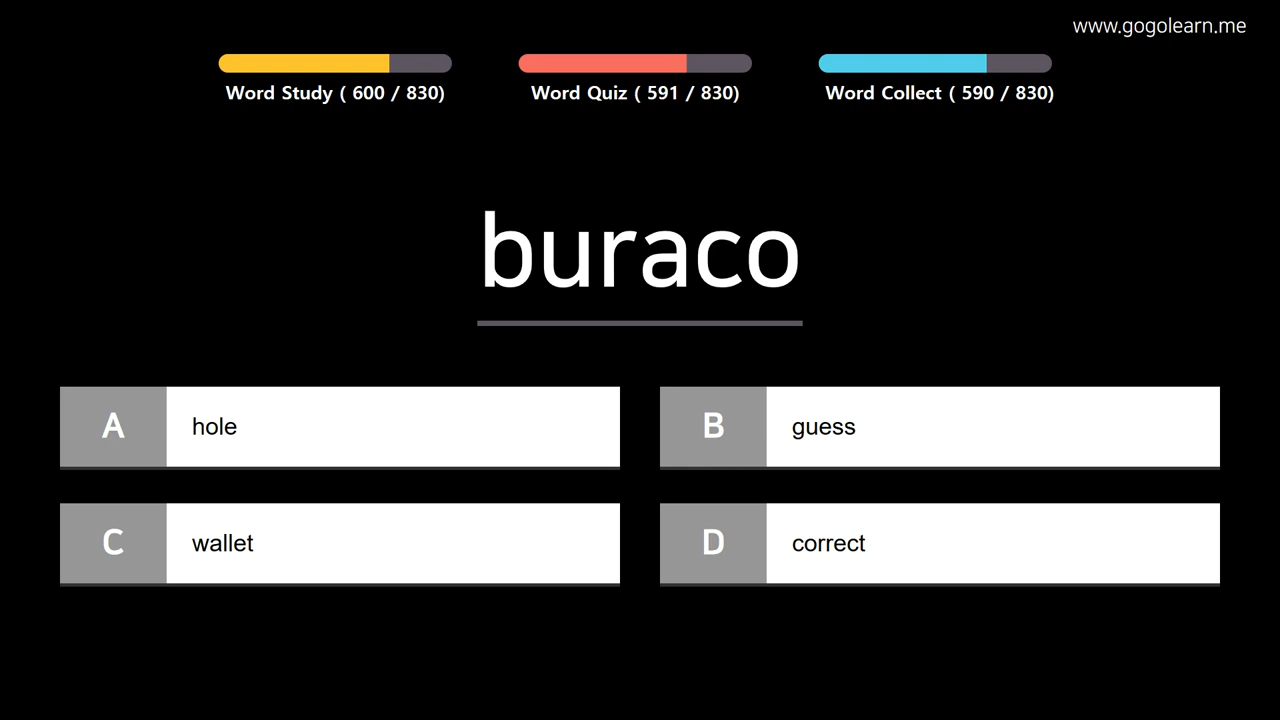 www.gogolearn.me
Word Study ( 600 / 830)
Word Quiz ( 591 / 830)
Word Collect ( 590 / 830)
buraco
A hole
B guess
C wallet
D correct